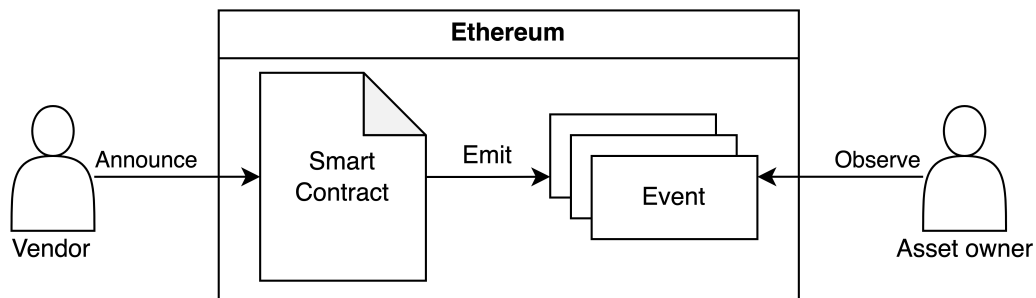 Ethereum
Announce
Smart
Contract
Emit
Event
Observe
Vendor
Asset owner